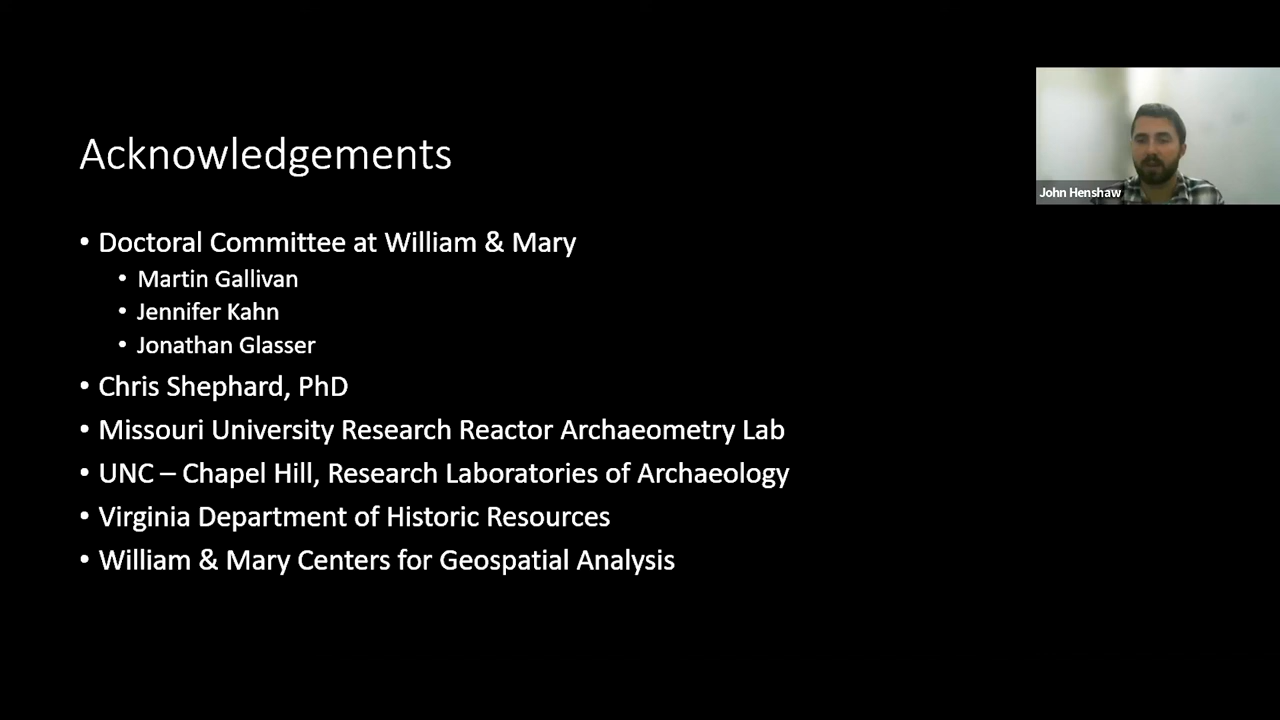 Acknowledgements
• Doctoral Committee at William & Mary
• Martin Gallivan
• Jennifer Kahn
• Jonathan Glasser
• Chris Shephard, PhD
• Missouri University Research Reactor Archaeometry Lab
• UNC – Chapel Hill, Research Laboratories of Archaeology
• Virginia Department of Historic Resources
• William & Mary Centers for Geospatial Analysis
John Henshaw